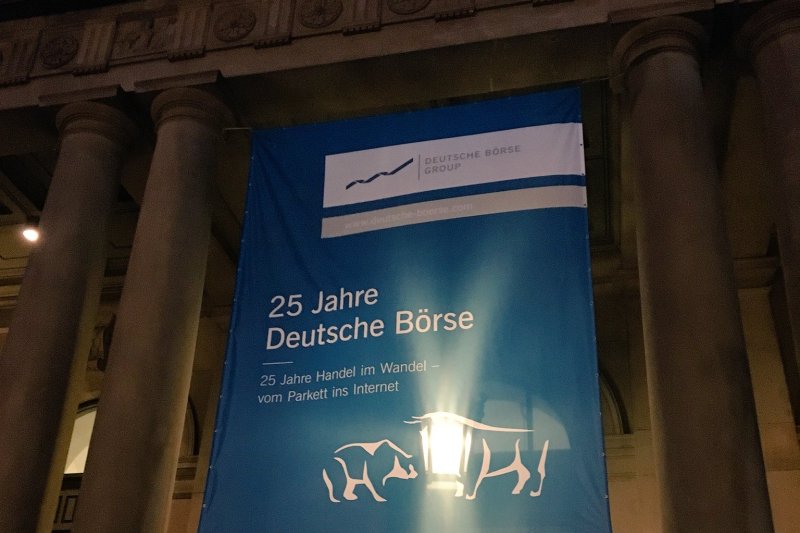 DEUTSCHE BÖRSE
GROUP
www.deutsche-boerse.com
25 Jahre
Deutsche Börse
25 Jahre Handel im Wandel –
vom Parkett ins Internet